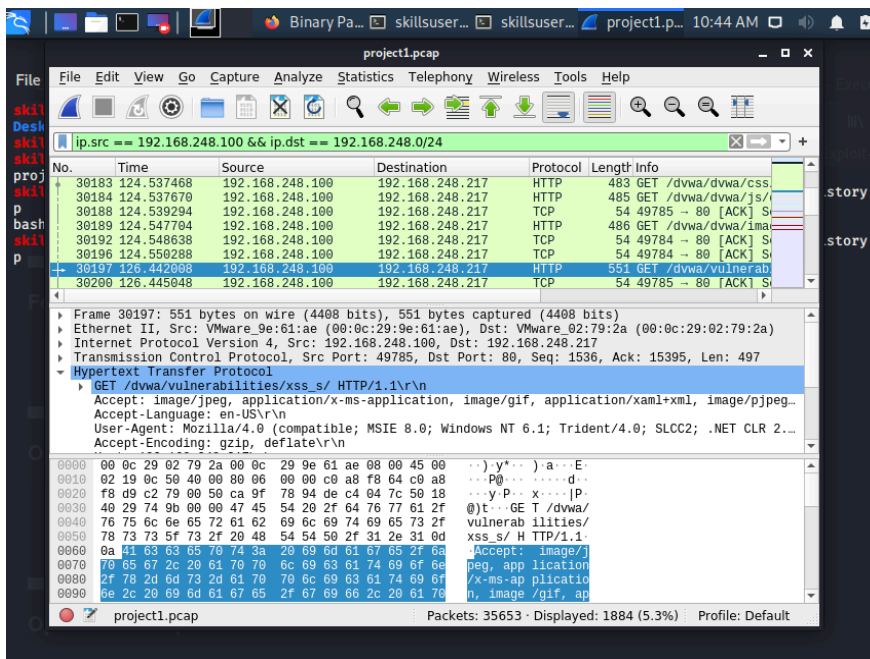 Binary Pa... skillsuser... skillsuser... project1.p... 10:44 AM
project1.pcap
File
File Edit View Go Capture Analyze Statistics Telephony Wireless Tools Help
ip.src == 192.168.248.100 && ip.dst == 192.168.248.0/24
No. Time Source Destination Protocol Length Info
30183 124.537468 192.168.248.100 192.168.248.217 HTTP 483 GET /dvwa/dvwa/css
30184 124.537670 192.168.248.100 192.168.248.217 HTTP 485 GET /dvwa/dvwa/js/
30188 124.539294 192.168.248.100 192.168.248.217 TCP 54 49785 → 80 [ACK] S
30189 124.547704 192.168.248.100 192.168.248.217 HTTP 486 GET /dvwa/dvwa/ima
30192 124.548638 192.168.248.100 192.168.248.217 TCP 54 49784 → 80 [ACK] S
30196 124.550288 192.168.248.100 192.168.248.217 TCP 54 49784 → 80 [ACK] S
30197 126.442008 192.168.248.100 192.168.248.217 HTTP 551 GET /dvwa/vulnerab
30200 126.445048 192.168.248.100 192.168.248.217 TCP 54 49785 → 80 [ACK] S
Frame 30197: 551 bytes on wire (4408 bits), 551 bytes captured (4408 bits)
Ethernet II, Src: VMware_9e:61:ae (00:0c:29:9e:61:ae), Dst: VMware_02:79:2a (00:0c:29:02:79:2a)
Internet Protocol Version 4, Src: 192.168.248.100, Dst: 192.168.248.217
Transmission Control Protocol, Src Port: 49785, Dst Port: 80, Seq: 1536, Ack: 15395, Len: 497
Hypertext Transfer Protocol
GET /dvwa/vulnerabilities/xss_s/ HTTP/1.1\r\n
Accept: image/jpeg, application/x-ms-application, image/gif, application/xaml+xml, image/pjpeg…
Accept-Language: en-US\r\n
User-Agent: Mozilla/4.0 (compatible; MSIE 8.0; Windows NT 6.1; Trident/4.0; SLCC2; .NET CLR 2.…
Accept-Encoding: gzip, deflate\r\n
0000 00 0c 29 02 79 2a 00 0c 29 9e 61 ae 08 00 45 00 ··)·y*·· )·a···E·
0010 02 19 0c 50 40 00 80 06 00 00 c0 a8 f8 64 c0 a8 ···P@··· ·····d··
0020 f8 d9 c2 79 00 50 ca 9f 78 94 de c4 04 7c 50 18 ···y·P·· x····|P·
0030 40 29 74 9b 00 00 47 45 54 20 2f 64 76 77 61 2f @)t···GE T /dvwa/
0040 76 75 6c 6e 65 72 61 62 69 6c 69 74 69 65 73 2f vulnerab ilities/
0050 78 73 73 5f 73 2f 20 48 54 54 50 2f 31 2e 31 0d xss_s/ H TTP/1.1·
0060 0a 41 63 63 65 70 74 3a 20 69 6d 61 67 65 2f 6a ·Accept: image/j
0070 70 65 67 2c 20 61 70 70 6c 69 63 61 74 69 6f 6e peg, app lication
0080 2f 78 2d 6d 73 2d 61 70 70 6c 69 63 61 74 69 6f /x-ms-ap plicatio
0090 6e 2c 20 69 6d 61 67 65 2f 67 69 66 2c 20 61 70 n, image /gif, ap
project1.pcap Packets: 35653 · Displayed: 1884 (5.3%) Profile: Default